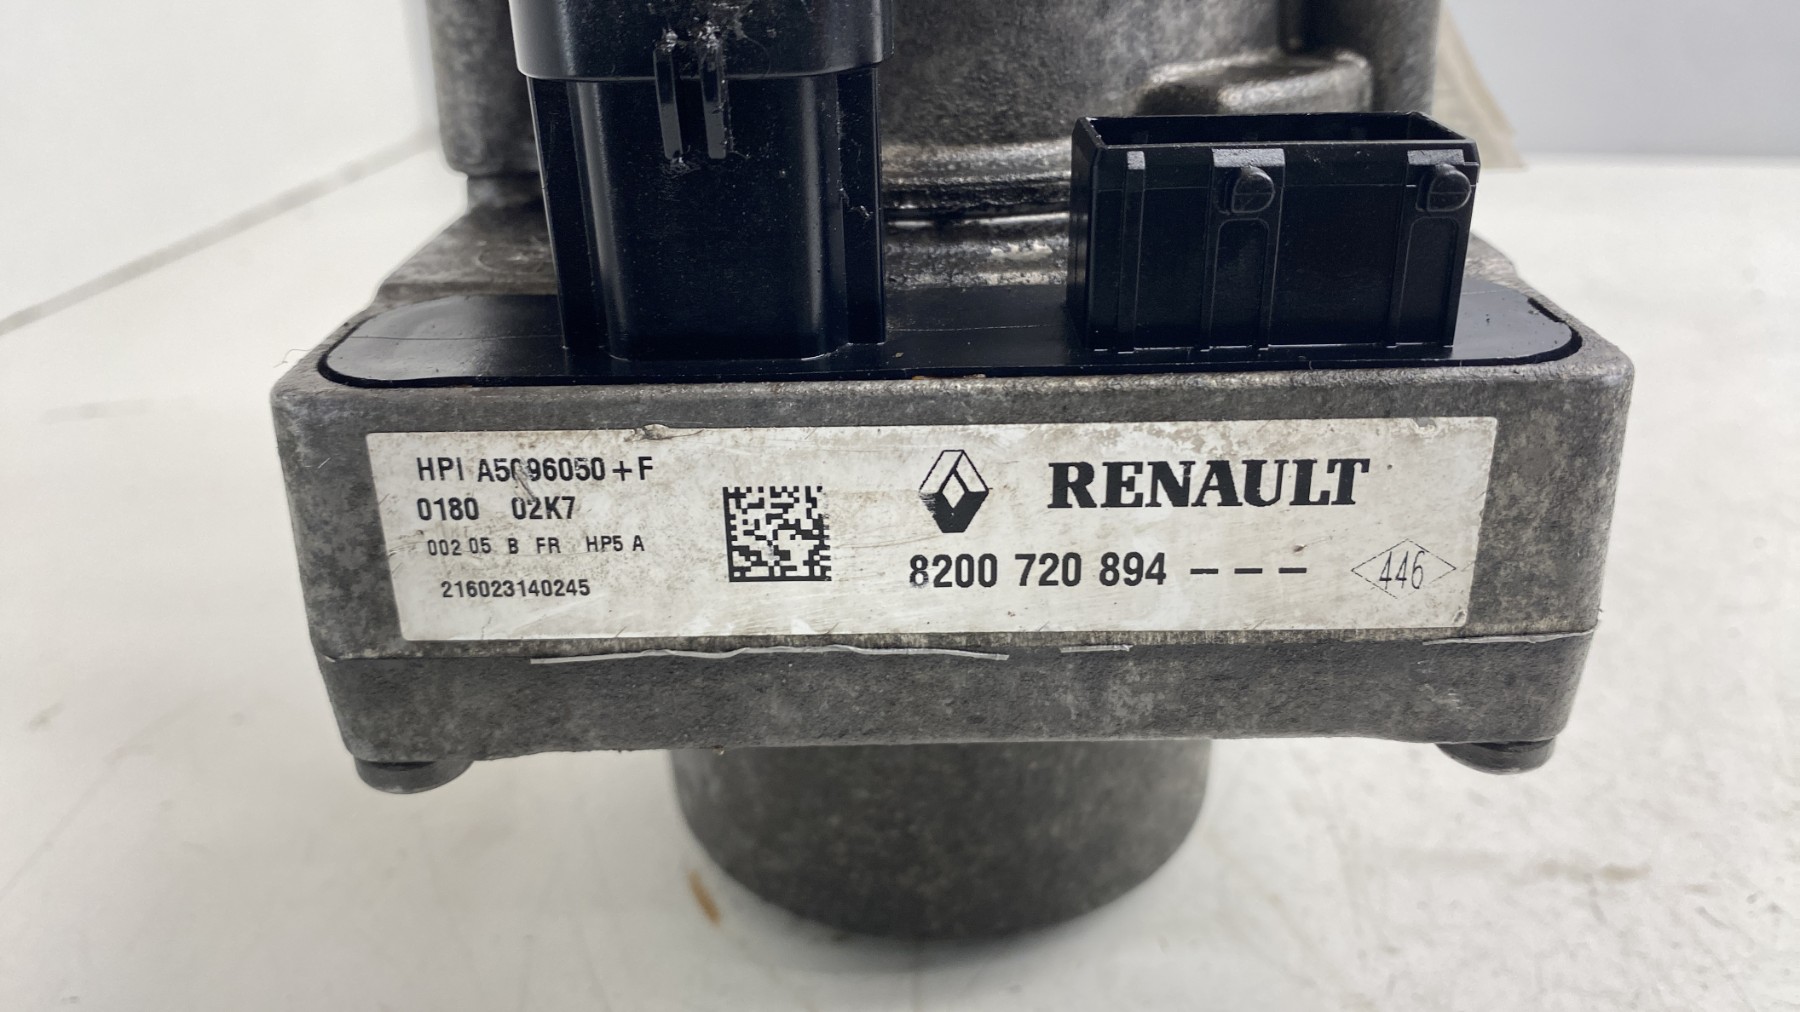 HPI A5096050+F
0180 02K7
002 05 B FR HP5 A
216023140245
RENAULT
8200 720 894 - - -
446